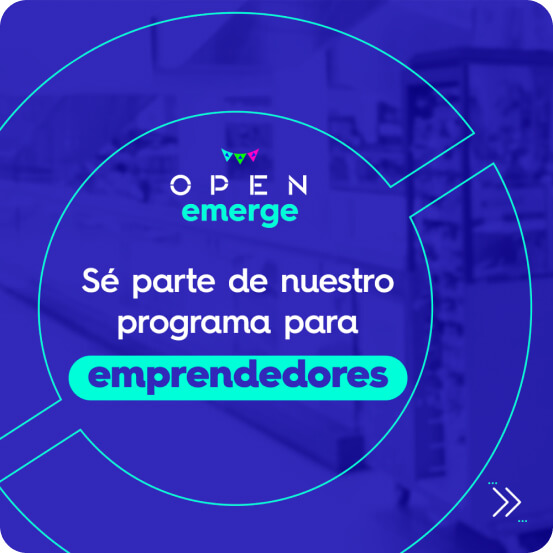 OPEN
emerge
Sé parte de nuestro
programa para
emprendedores